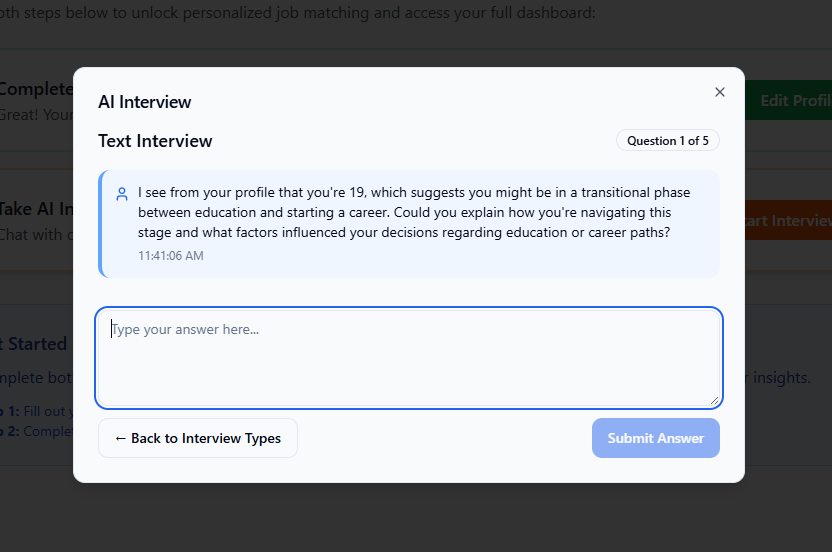 oth steps below to unlock personalized job matching and access your full dashboard:
Complete
Great! Your
Edit Profil
AI Interview
Text Interview
Question 1 of 5
I see from your profile that you're 19, which suggests you might be in a transitional phase
between education and starting a career. Could you explain how you're navigating this
stage and what factors influenced your decisions regarding education or career paths?
11:41:06 AM
Take AI In
Chat with
tart Interview
Type your answer here...
t Started
mplete bot
r insights.
1: Fill out
2: Complet
← Back to Interview Types
Submit Answer